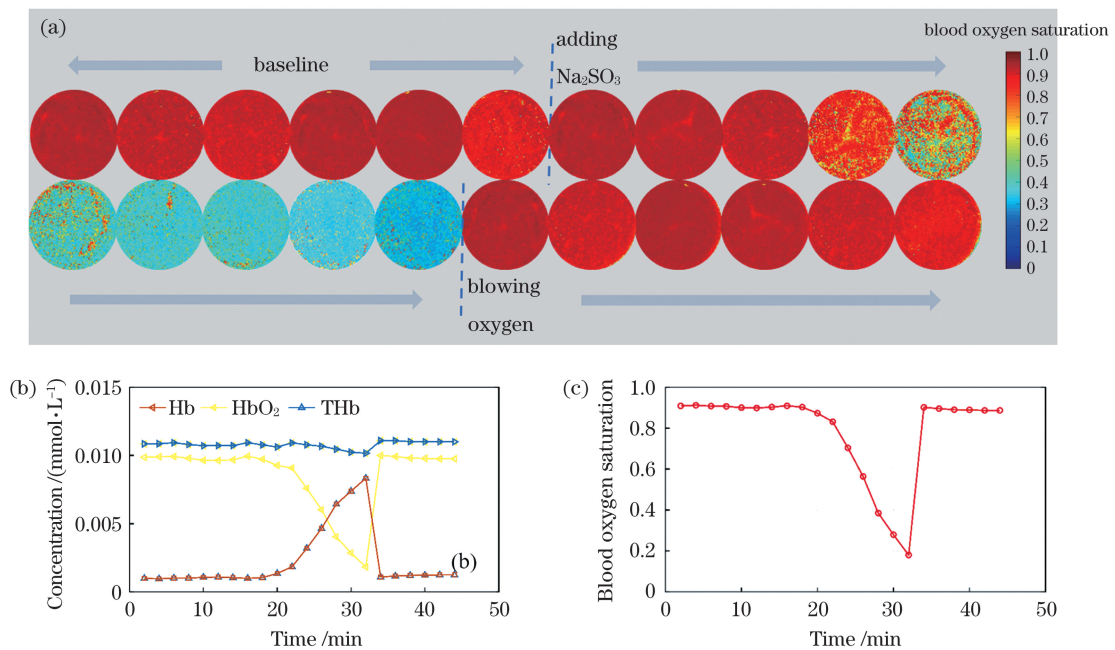 (a)
baseline
adding
Na₂SO₃
blood oxygen saturation
1.0
0.9
0.8
0.7
0.6
0.5
0.4
0.3
0.2
0.1
0
blowing
oxygen
(b)
Concentration /(mmol·L⁻¹)
0.015
0.010
0.005
0
Hb HbO₂ THb
(b)
0 10 20 30 40 50
Time /min
(c)
Blood oxygen saturation
1.0
0.8
0.6
0.4
0.2
0
0 10 20 30 40 50
Time /min